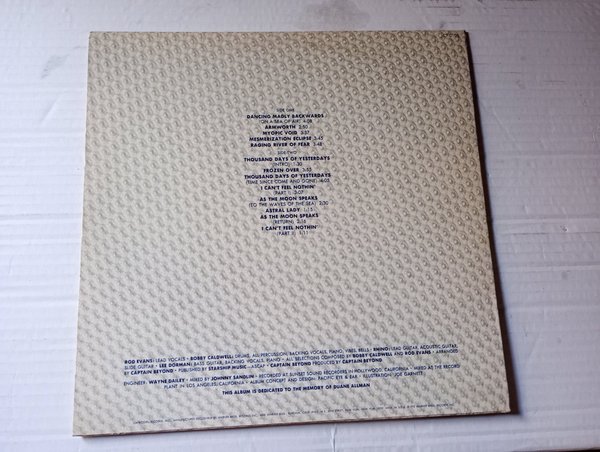 SIDE ONE
DANCING MADLY BACKWARDS
(ON A SEA OF AIR) 4:08
ARMWORTH 2:50
MYOPIC VOID 3:37
MESMERIZATION ECLIPSE 3:45
RAGING RIVER OF FEAR 3:48
SIDE TWO
THOUSAND DAYS OF YESTERDAYS
(INTRO) 1:30
FROZEN OVER 3:55
THOUSAND DAYS OF YESTERDAYS
(TIME SINCE COME AND GONE) 4:05
I CAN'T FEEL NOTHIN'
(PART I) 3:07
AS THE MOON SPEAKS
(TO THE WAVES OF THE SEA) 2:30
ASTRAL LADY 1:15
AS THE MOON SPEAKS
(RETURN) 2:16
I CAN'T FEEL NOTHIN'
(PART II) 1:11
ROD EVANS: LEAD VOCALS • BOBBY CALDWELL: DRUMS, ALL PERCUSSION, BACKING VOCALS, PIANO, VIBES, BELLS • RHINO: LEAD GUITAR, ACOUSTIC GUITAR,
SLIDE GUITAR • LEE DORMAN: BASS GUITAR, BACKING VOCALS, PIANO • ALL SELECTIONS COMPOSED BY BOBBY CALDWELL AND ROD EVANS • ARRANGED
BY CAPTAIN BEYOND • PUBLISHED BY STARSHIP MUSIC —ASCAP • CAPTAIN BEYOND PRODUCED BY CAPTAIN BEYOND
ENGINEER: WAYNE DAILEY • MIXED BY JOHNNY SANDLIN • RECORDED AT SUNSET SOUND RECORDERS IN HOLLYWOOD, CALIFORNIA • MIXED AT THE RECORD
PLANT IN LOS ANGELES, CALIFORNIA • ALBUM CONCEPT AND DESIGN: PACIFIC EYE & EAR • ILLUSTRATION: JOE GARNETT
THIS ALBUM IS DEDICATED TO THE MEMORY OF DUANE ALLMAN